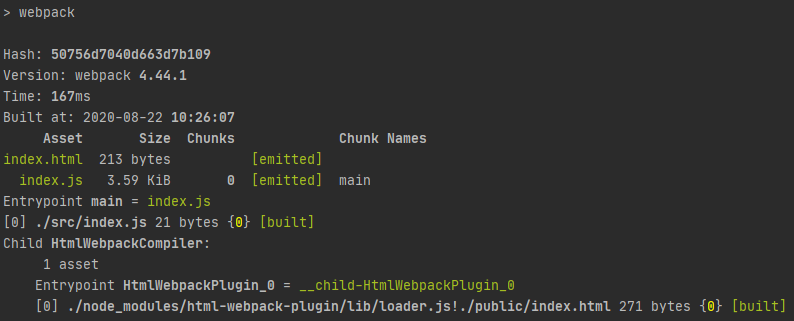 > webpack
Hash: 50756d7040d663d7b109
Version: webpack 4.44.1
Time: 167ms
Built at: 2020-08-22 10:26:07
Asset Size Chunks Chunk Names
index.html 213 bytes [emitted]
index.js 3.59 KiB 0 [emitted] main
Entrypoint main = index.js
[0] ./src/index.js 21 bytes {0} [built]
Child HtmlWebpackCompiler:
1 asset
Entrypoint HtmlWebpackPlugin_0 = __child-HtmlWebpackPlugin_0
[0] ./node_modules/html-webpack-plugin/lib/loader.js!./public/index.html 271 bytes {0} [built]